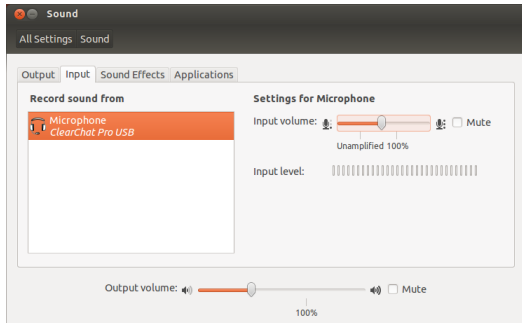 Sound
All Settings Sound
Output Input Sound Effects Applications
Record sound from
Microphone
ClearChat Pro USB
Settings for Microphone
Input volume: Mute
Unamplified 100%
Input level:
Output volume: Mute
100%